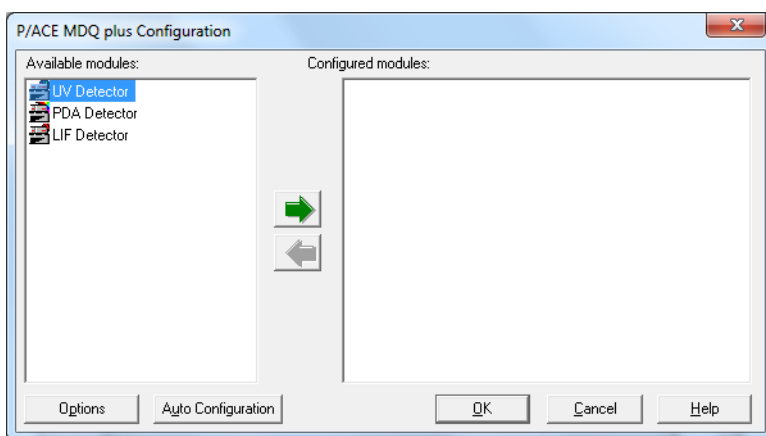 P/ACE MDQ plus Configuration
Available modules:
Configured modules:
UV Detector
PDA Detector
LIF Detector
Options
Auto Configuration
OK
Cancel
Help